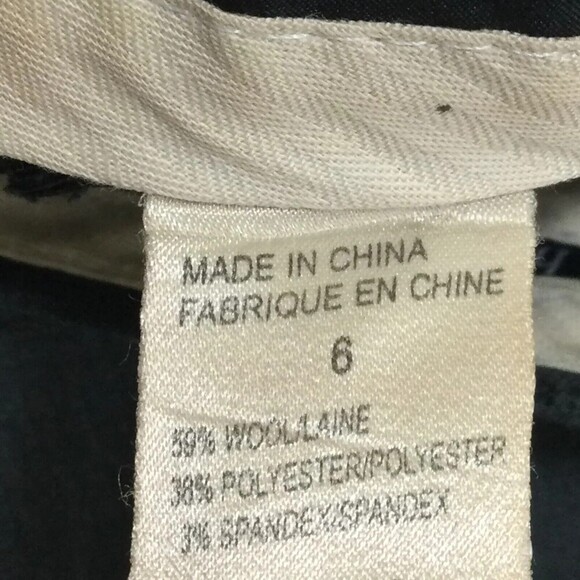 MADE IN CHINA
FABRIQUE EN CHINE
6
59% WOOL/LAINE
38% POLYESTER/POLYESTER
3% SPANDEX/SPANDEX